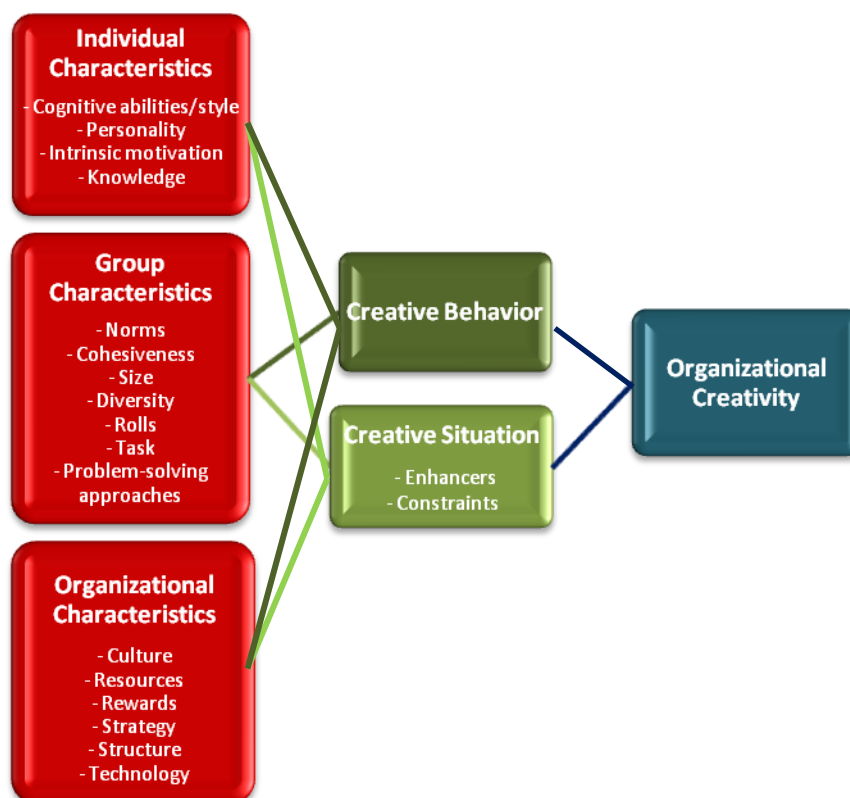 Individual
Characteristics
- Cognitive abilities/style
- Personality
- Intrinsic motivation
- Knowledge
Group
Characteristics
- Norms
- Cohesiveness
- Size
- Diversity
- Rolls
- Task
- Problem-solving
approaches
Organizational
Characteristics
- Culture
- Resources
- Rewards
- Strategy
- Structure
- Technology
Creative Behavior
Creative Situation
- Enhancers
- Constraints
Organizational
Creativity